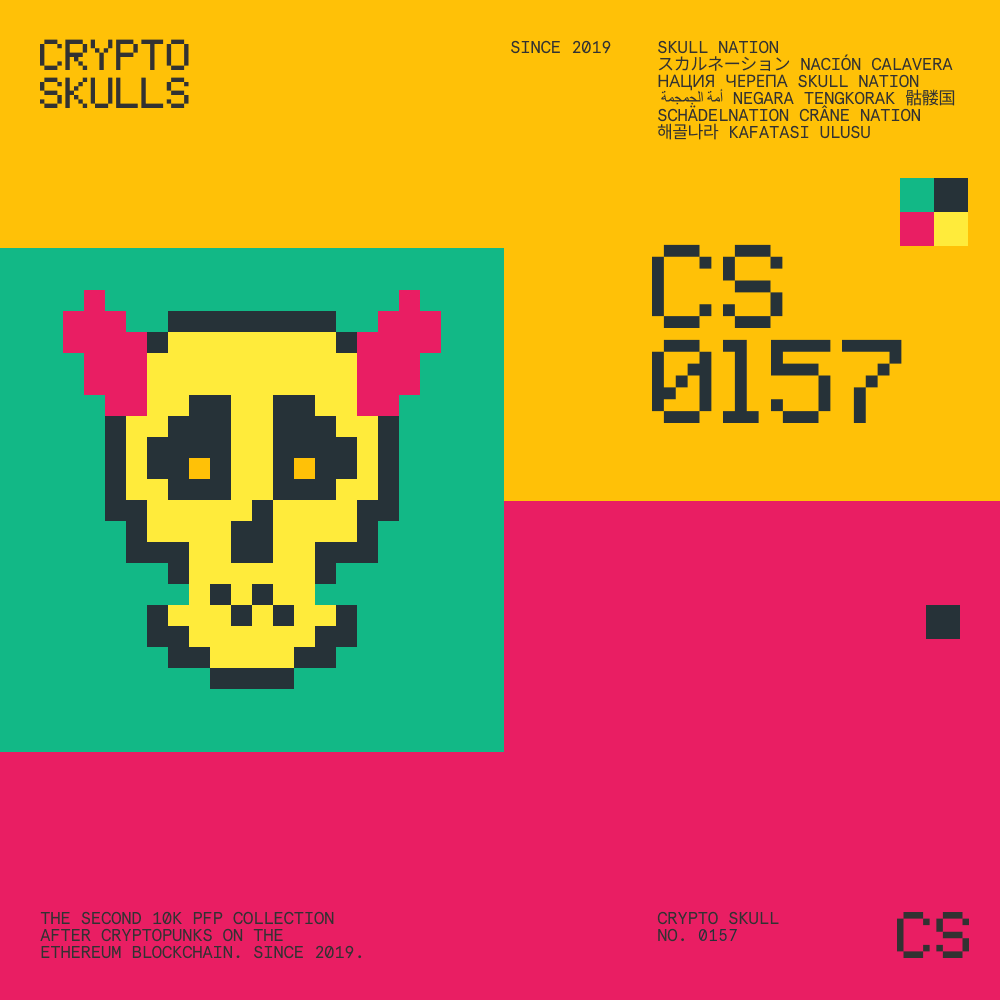 CRYPTO
SKULLS
SINCE 2019
SKULL NATION
スカルネーション NACIÓN CALAVERA
НАЦИЯ ЧЕРЕПА SKULL NATION
أمة الجمجمة NEGARA TENGKORAK 骷髅国
SCHÄDELNATION CRÂNE NATION
해골나라 KAFATASI ULUSU
CS
0157
THE SECOND 10K PFP COLLECTION
AFTER CRYPTOPUNKS ON THE
ETHEREUM BLOCKCHAIN. SINCE 2019.
CRYPTO SKULL
NO. 0157
CS